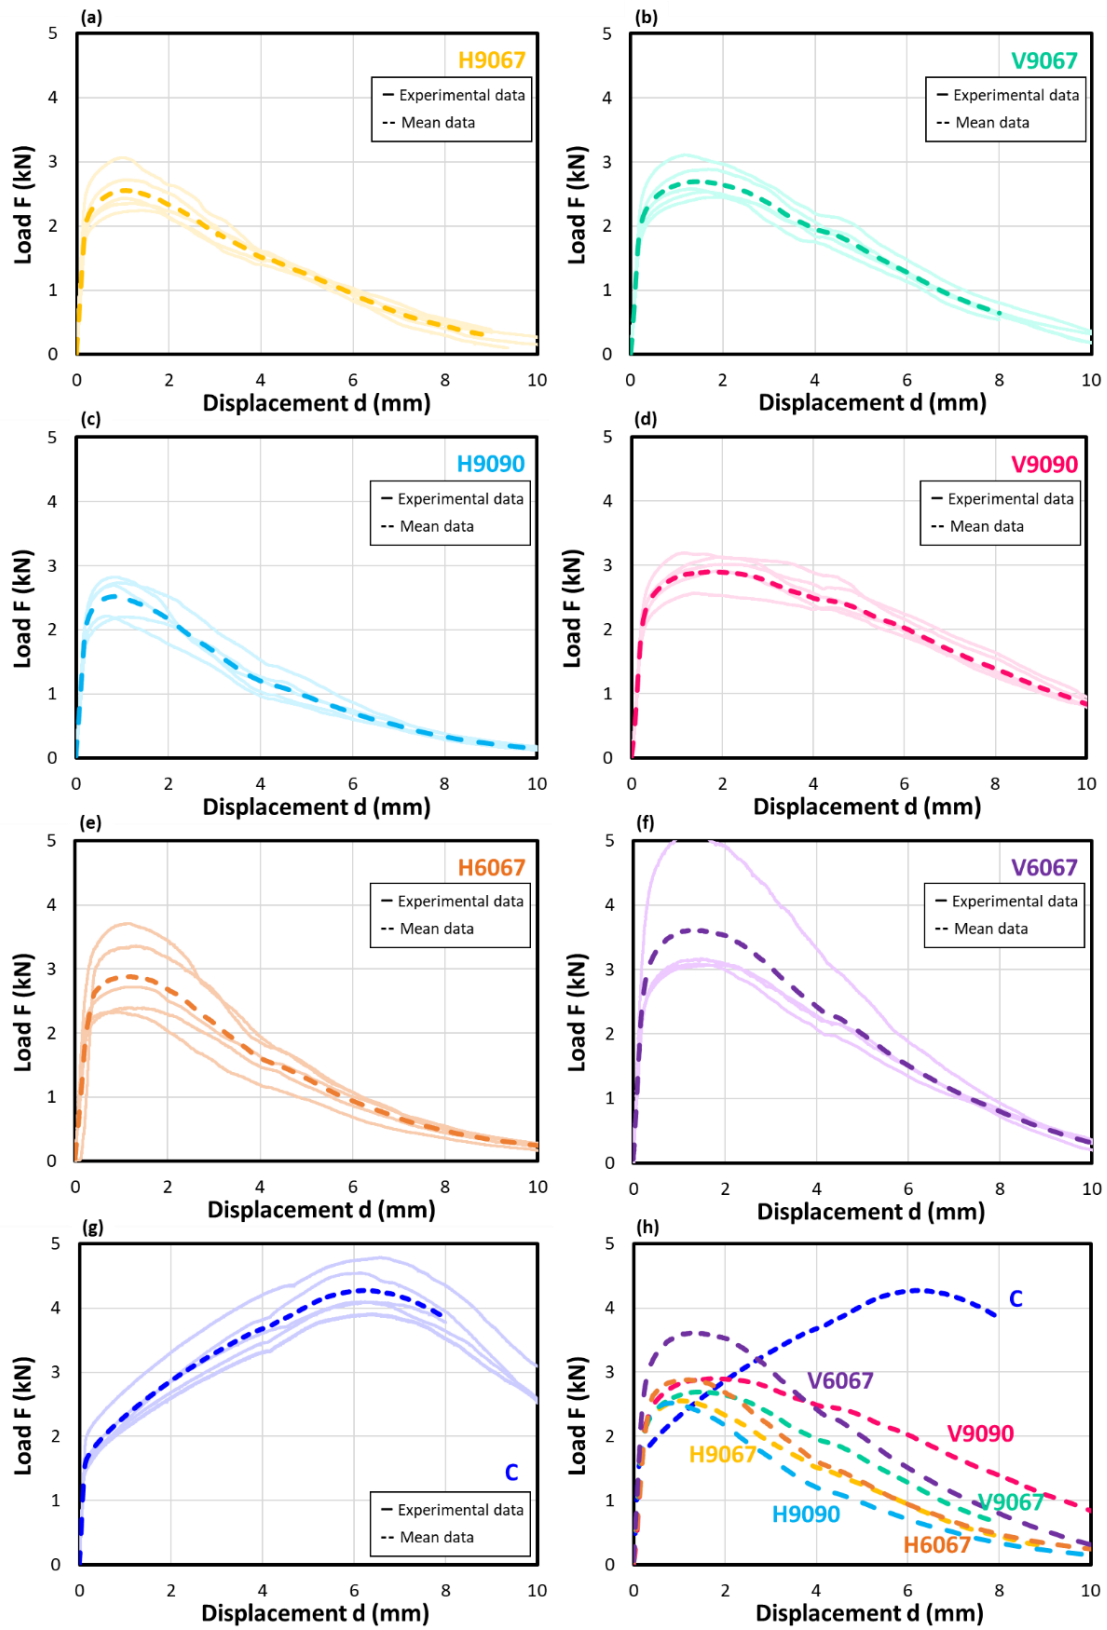 (a)
H9067
Experimental data
Mean data
Load F (kN)
5
4
3
2
1
0
0 2 4 6 8 10
Displacement d (mm)
(b)
V9067
Experimental data
Mean data
Load F (kN)
5
4
3
2
1
0
0 2 4 6 8 10
Displacement d (mm)
(c)
H9090
Experimental data
Mean data
Load F (kN)
5
4
3
2
1
0
0 2 4 6 8 10
Displacement d (mm)
(d)
V9090
Experimental data
Mean data
Load F (kN)
5
4
3
2
1
0
0 2 4 6 8 10
Displacement d (mm)
(e)
H6067
Experimental data
Mean data
Load F (kN)
5
4
3
2
1
0
0 2 4 6 8 10
Displacement d (mm)
(f)
V6067
Experimental data
Mean data
Load F (kN)
5
4
3
2
1
0
0 2 4 6 8 10
Displacement d (mm)
(g)
C
Experimental data
Mean data
Load F (kN)
5
4
3
2
1
0
0 2 4 6 8 10
Displacement d (mm)
(h)
C
V6067
V9090
H9067
V9067
H9090
H6067
Load F (kN)
5
4
3
2
1
0
0 2 4 6 8 10
Displacement d (mm)